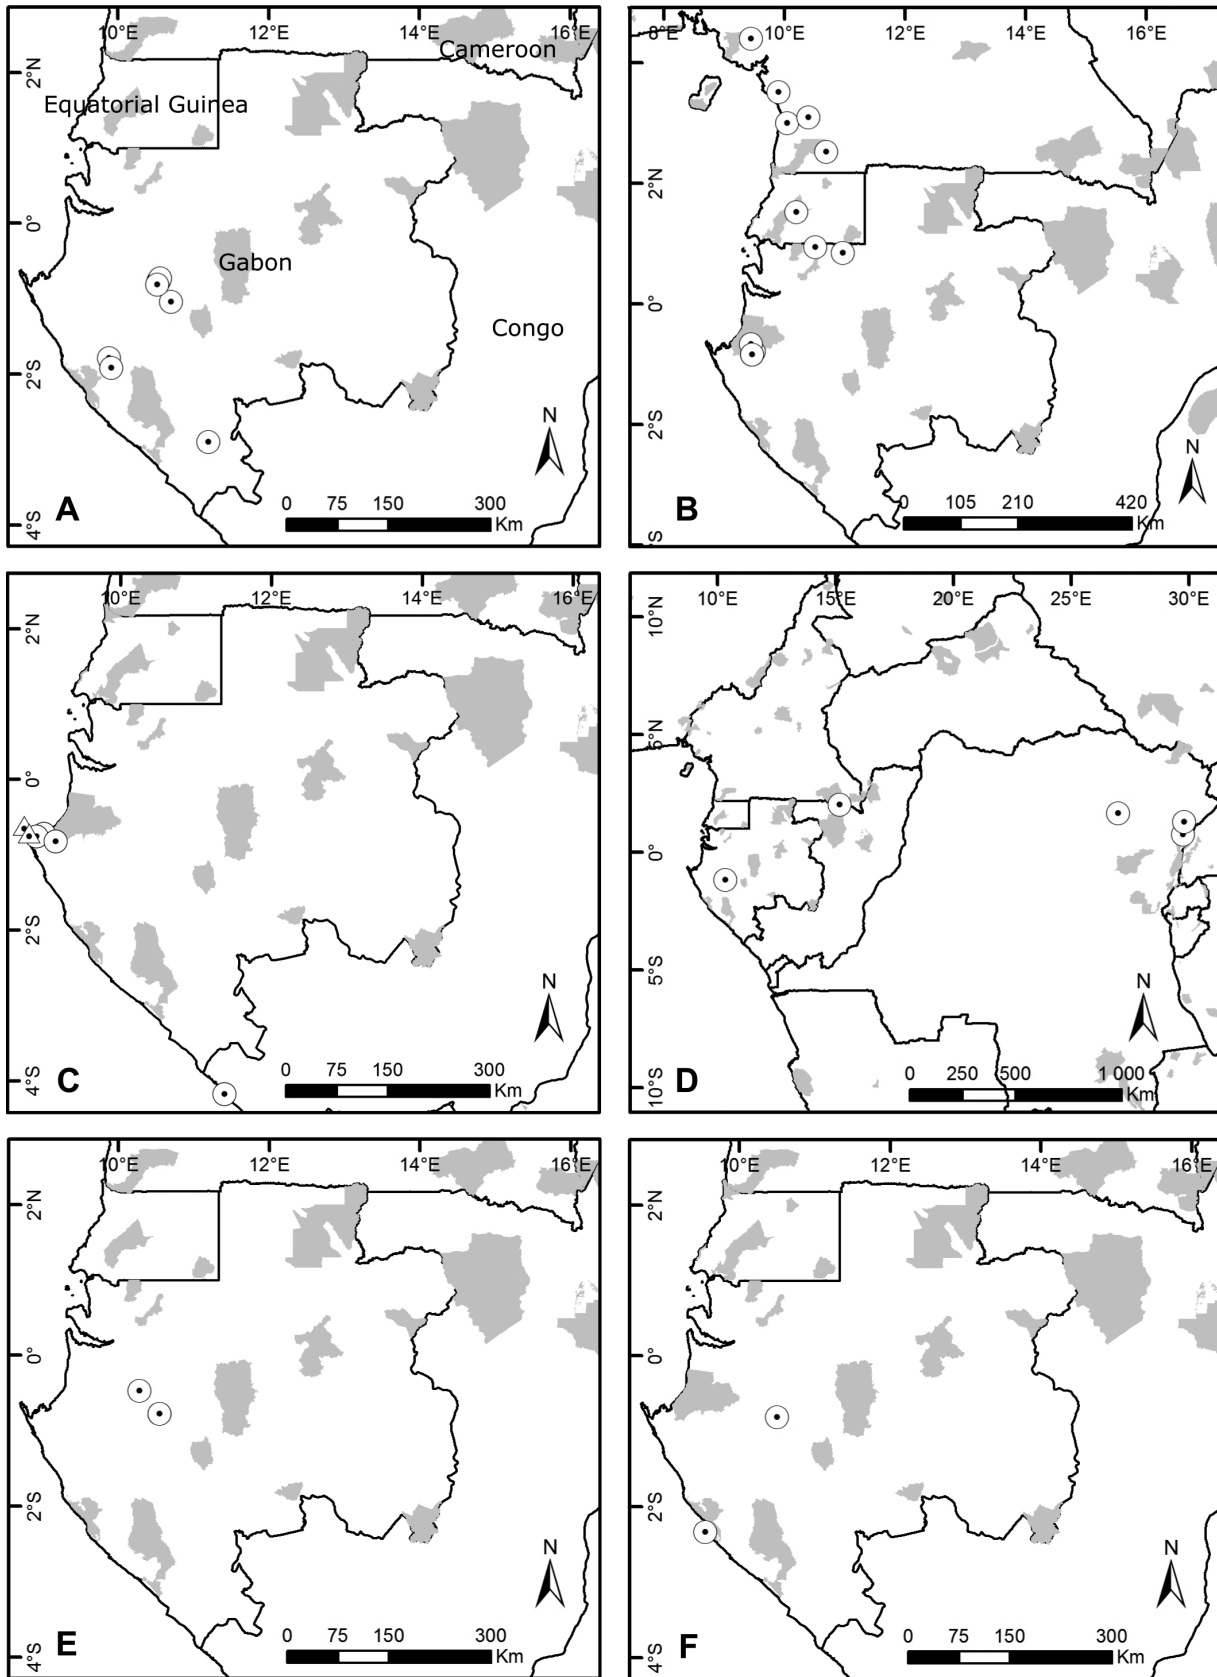 10°E 12°E 14°E 16°E
Cameroon
2°N
Equatorial Guinea
0°
Gabon
Congo
2°S
N
A
0 75 150 300
Km
4°S
8°E 10°E 12°E 14°E 16°E
2°N
0°
2°S
N
B
0 105 210 420
Km
°S
10°E 12°E 14°E 16°E
2°N
0°
2°S
N
C
0 75 150 300
Km
4°S
10°E 15°E 20°E 25°E 30°E
10°N
5°N
0°
5°S
N
D
0 250 500 1 000
Km
10°S
10°E 12°E 14°E 16°E
2°N
0°
2°S
N
E
0 75 150 300
Km
4°S
10°E 12°E 14°E 16°E
2°N
0°
2°S
N
F
0 75 150 300
Km
4°S